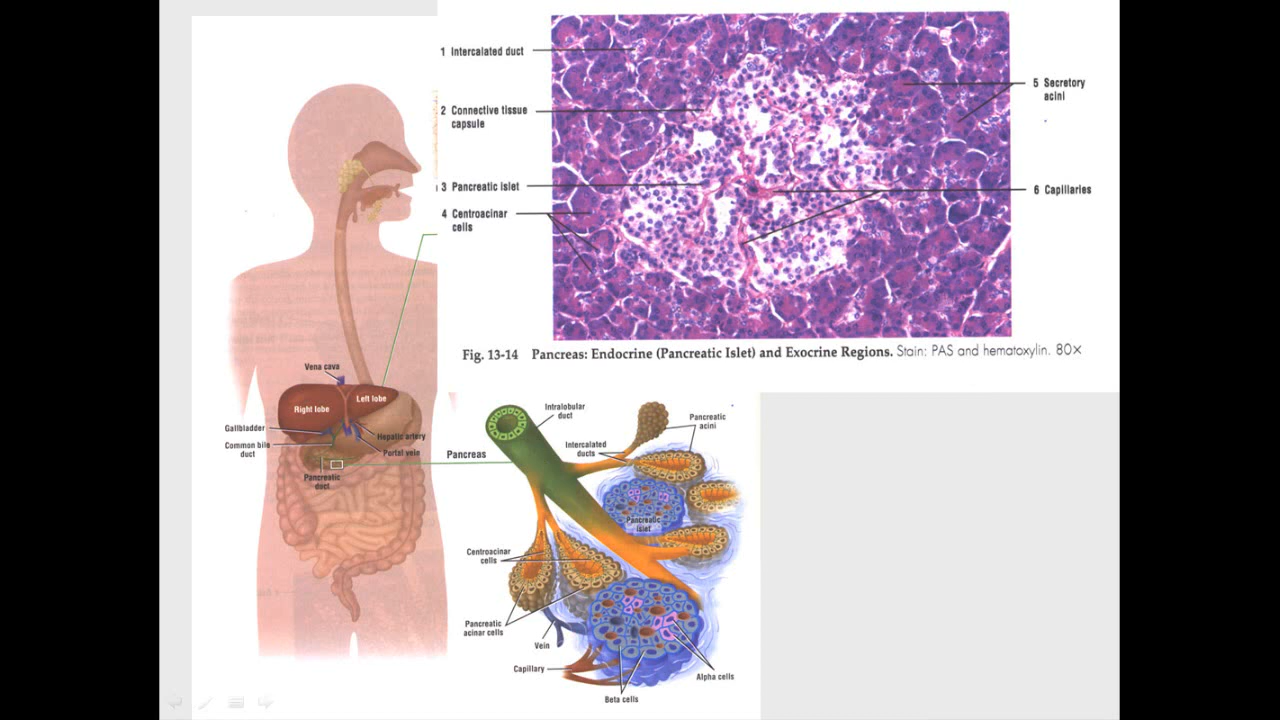 1 Intercalated duct
2 Connective tissue
capsule
3 Pancreatic islet
4 Centroacinar
cells
5 Secretory
acini
6 Capillaries
Fig. 13-14 Pancreas: Endocrine (Pancreatic Islet) and Exocrine Regions. Stain: PAS and hematoxylin. 80×
Vena cava
Right lobe
Left lobe
Gallbladder
Hepatic artery
Common bile
duct
Portal vein
Pancreatic
duct
Pancreas
Intralobular
duct
Pancreatic
acini
Intercalated
ducts
Pancreatic
islet
Centroacinar
cells
Pancreatic
acinar cells
Vein
Capillary
Alpha cells
Beta cells